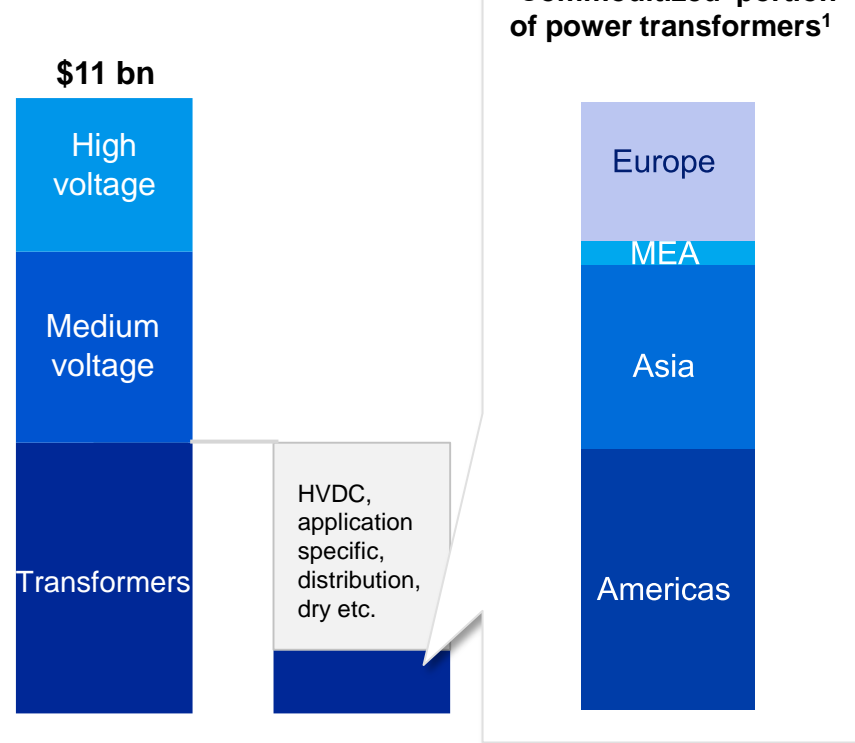 of power transformers¹
$11 bn
High
voltage
Medium
voltage
Transformers
HVDC,
application
specific,
distribution,
dry etc.
Europe
MEA
Asia
Americas